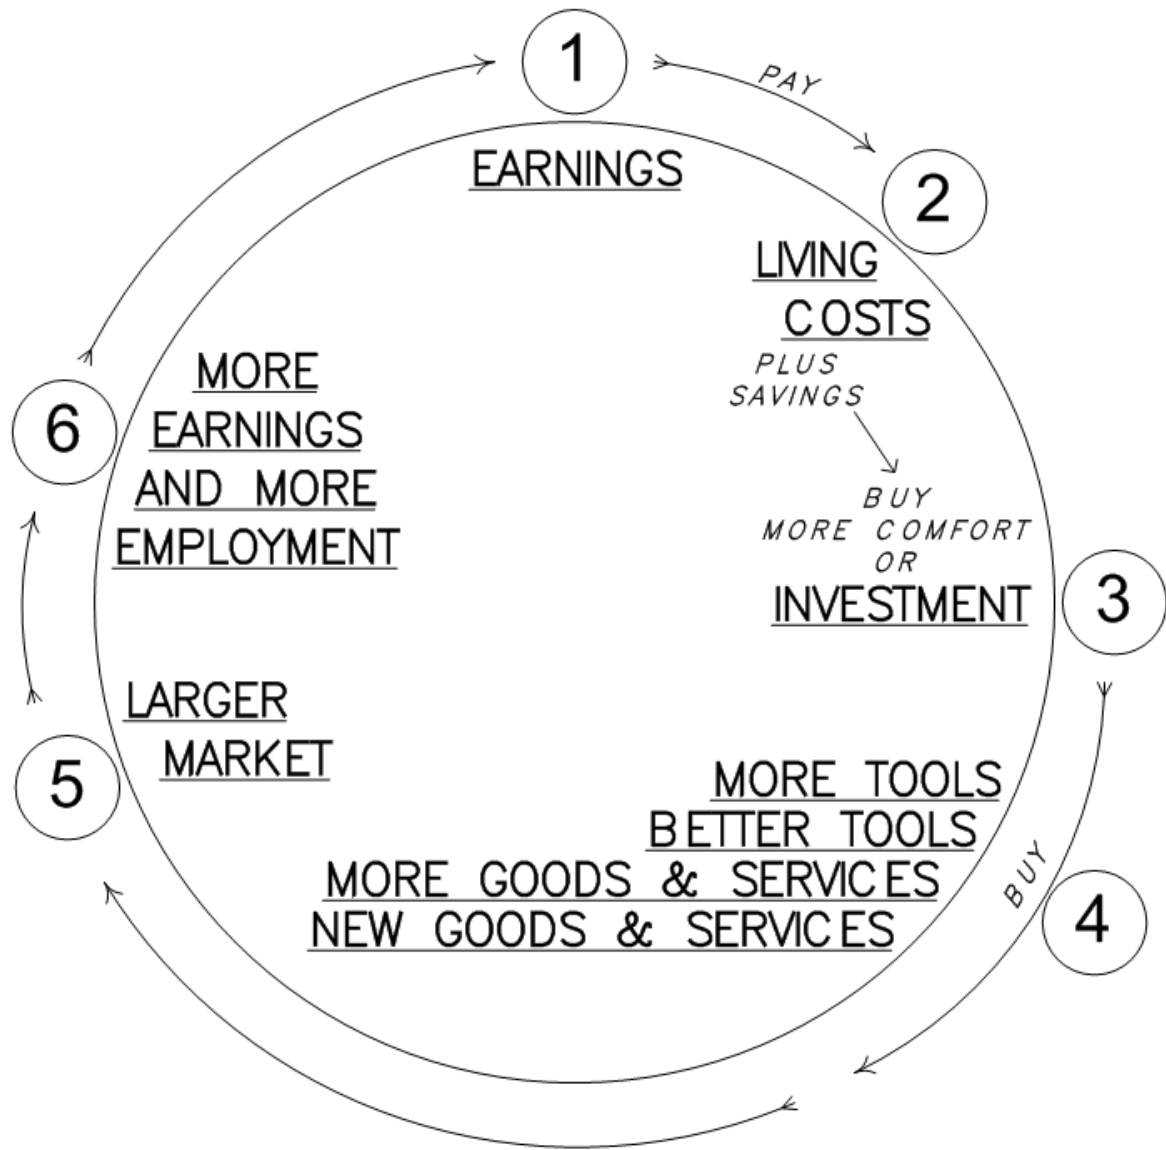 1
PAY
EARNINGS
2
LIVING
COSTS
PLUS
SAVINGS
BUY
MORE COMFORT
OR
INVESTMENT
3
BUY
4
MORE TOOLS
BETTER TOOLS
MORE GOODS & SERVICES
NEW GOODS & SERVICES
5
LARGER
MARKET
6
MORE
EARNINGS
AND MORE
EMPLOYMENT